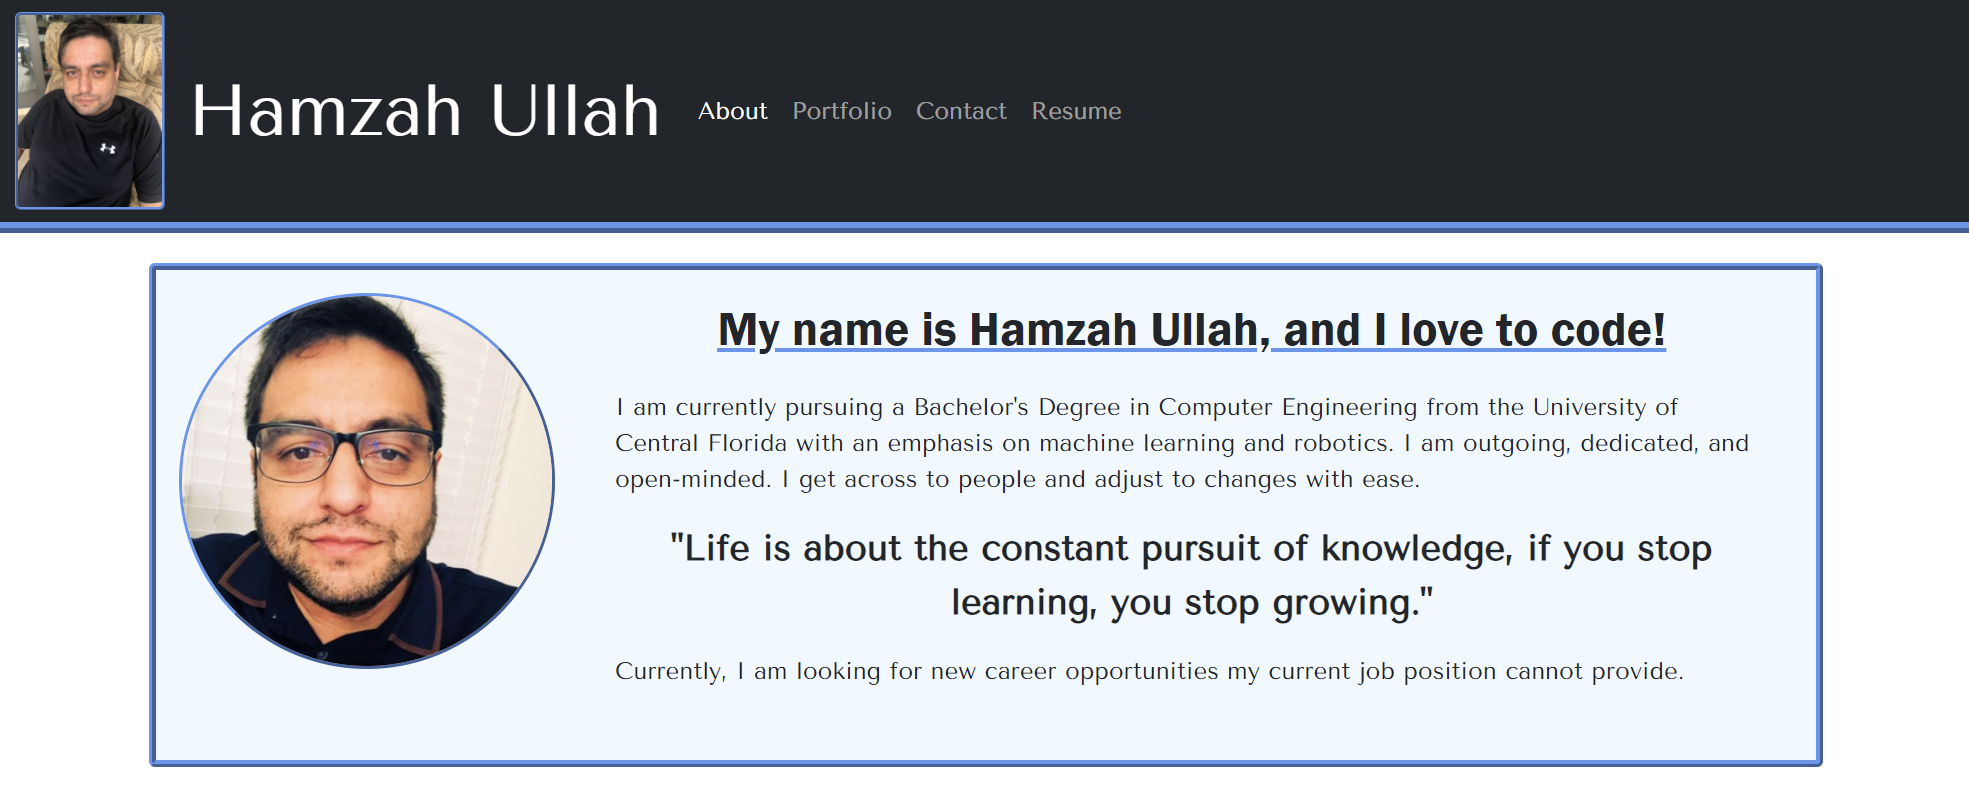 Hamzah Ullah
About Portfolio Contact Resume
My name is Hamzah Ullah, and I love to code!
I am currently pursuing a Bachelor's Degree in Computer Engineering from the University of
Central Florida with an emphasis on machine learning and robotics. I am outgoing, dedicated, and
open-minded. I get across to people and adjust to changes with ease.
"Life is about the constant pursuit of knowledge, if you stop
learning, you stop growing."
Currently, I am looking for new career opportunities my current job position cannot provide.